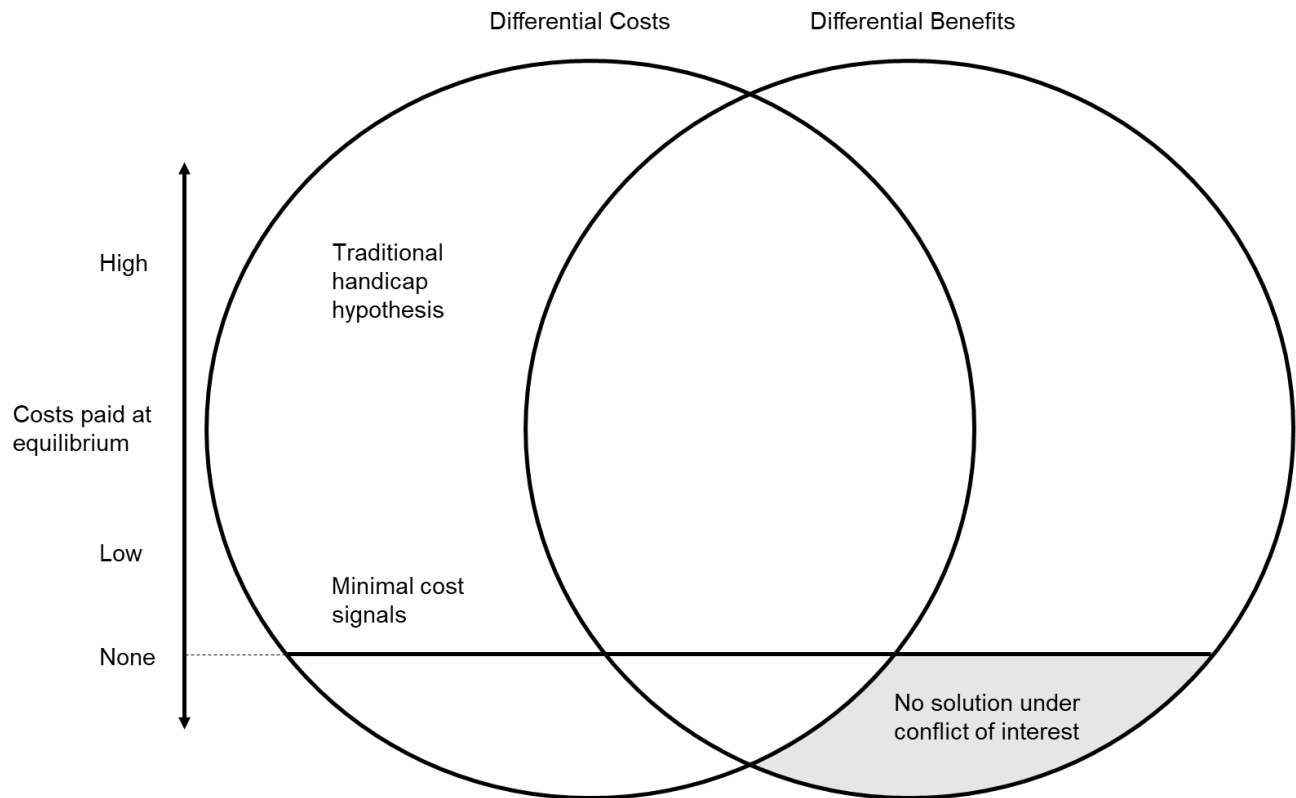 Differential Costs
Differential Benefits
High
Traditional
handicap
hypothesis
Costs paid at
equilibrium
Low
Minimal cost
signals
None
No solution under
conflict of interest